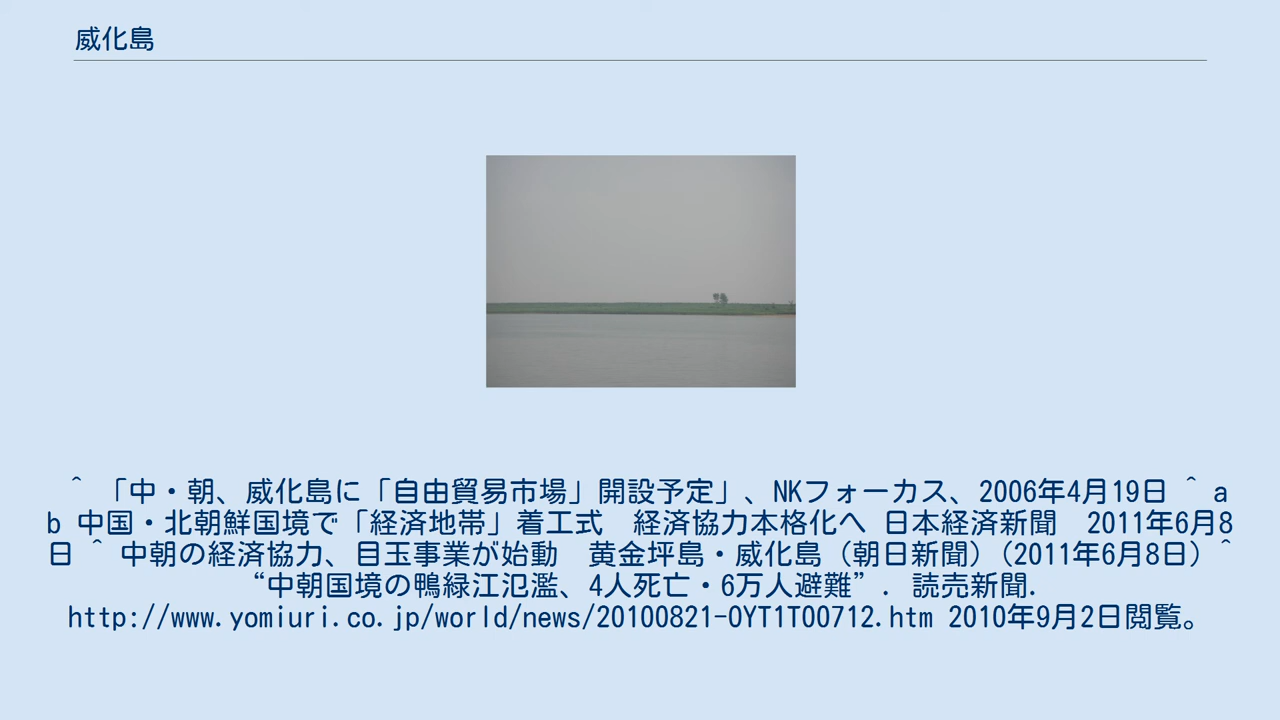 威化島
^ 「中・朝、威化島に「自由貿易市場」開設予定」、NKフォーカス、2006年4月19日 ^ a
b 中国・北朝鮮国境で「経済地帯」着工式　経済協力本格化へ 日本経済新聞　2011年6月8
日 ^ 中朝の経済協力、目玉事業が始動　黄金坪島・威化島（朝日新聞）（2011年6月8日）^
“中朝国境の鴨緑江氾濫、4人死亡・6万人避難”. 読売新聞.
http://www.yomiuri.co.jp/world/news/20100821-OYT1T00712.htm 2010年9月2日閲覧。